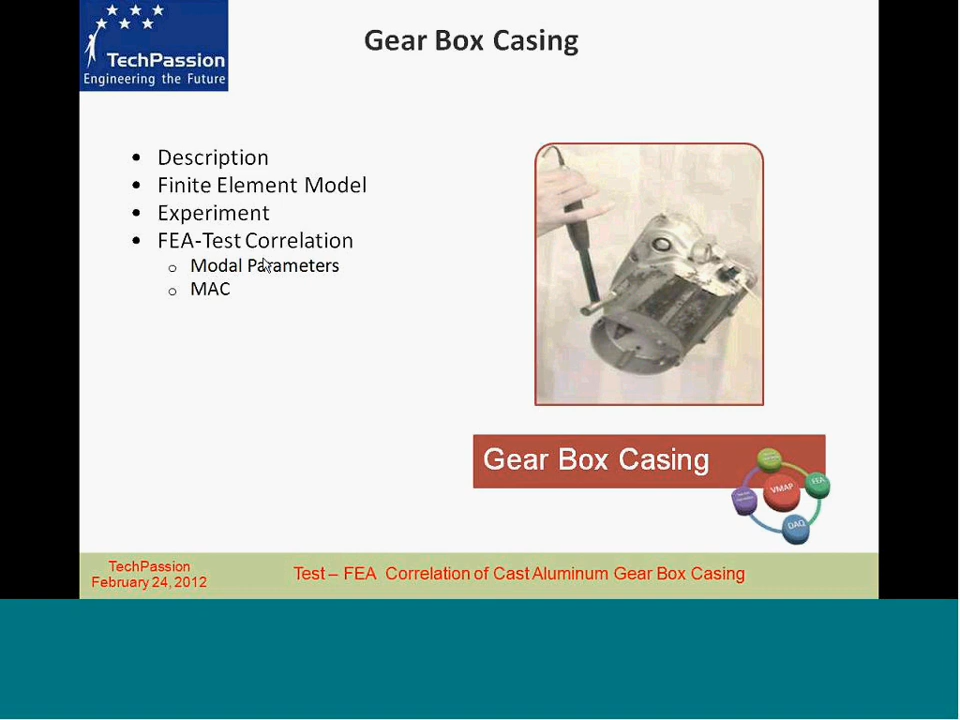 TechPassion
Engineering the Future
Gear Box Casing
• Description
• Finite Element Model
• Experiment
• FEA-Test Correlation
o Modal Parameters
o MAC
Gear Box Casing
VMAP
FEA
DAQ
TechPassion
February 24, 2012
Test – FEA Correlation of Cast Aluminum Gear Box Casing